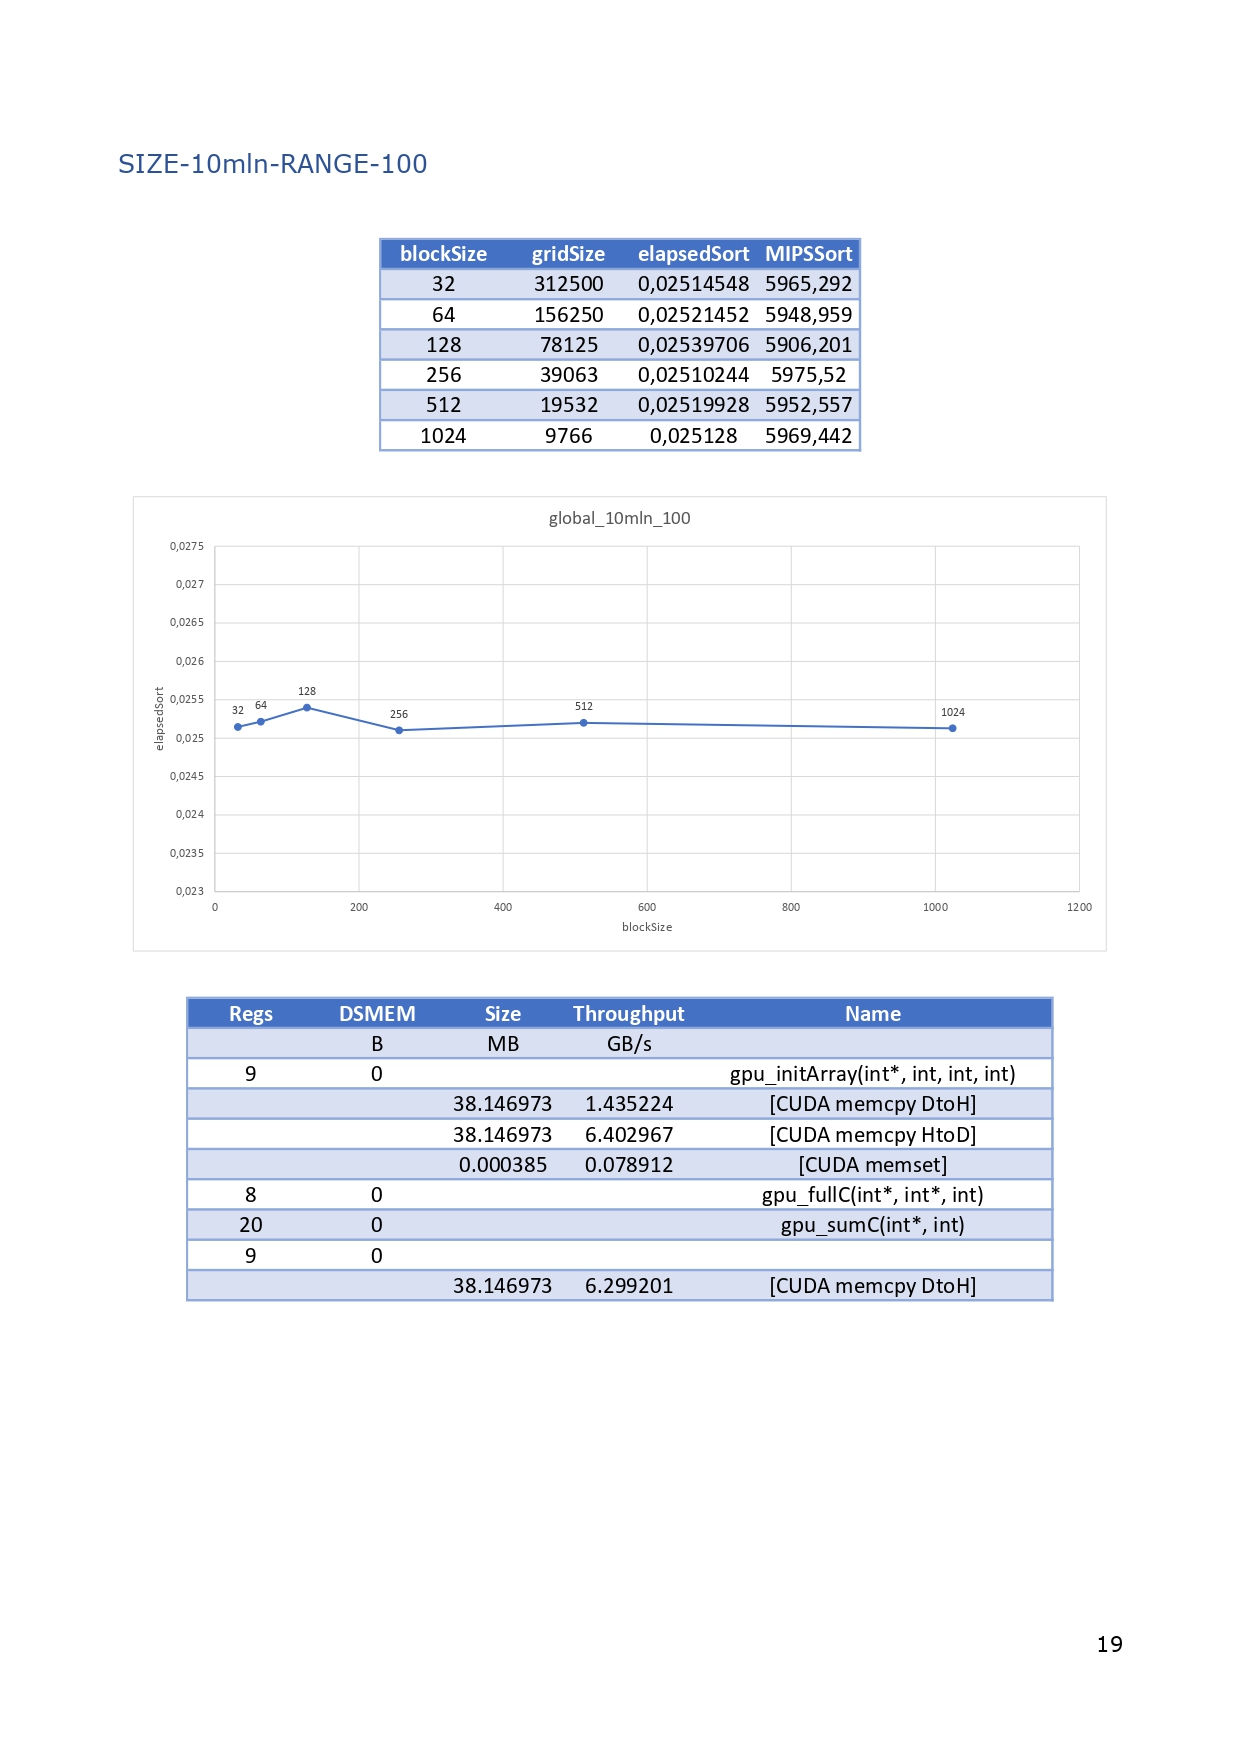 SIZE-10mln-RANGE-100
blockSize gridSize elapsedSort MIPSSort
32 312500 0,02514548 5965,292
64 156250 0,02521452 5948,959
128 78125 0,02539706 5906,201
256 39063 0,02510244 5975,52
512 19532 0,02519928 5952,557
1024 9766 0,025128 5969,442
global_10mln_100
0,0275
0,027
0,0265
0,026
0,0255
0,025
0,0245
0,024
0,0235
0,023
elapsedSort
32 64 128 256 512 1024
0 200 400 600 800 1000 1200
blockSize
Regs DSMEM Size Throughput Name
B MB GB/s
9 0 gpu_initArray(int*, int, int, int)
38.146973 1.435224 [CUDA memcpy DtoH]
38.146973 6.402967 [CUDA memcpy HtoD]
0.000385 0.078912 [CUDA memset]
8 0 gpu_fullC(int*, int*, int)
20 0 gpu_sumC(int*, int)
9 0
38.146973 6.299201 [CUDA memcpy DtoH]
19